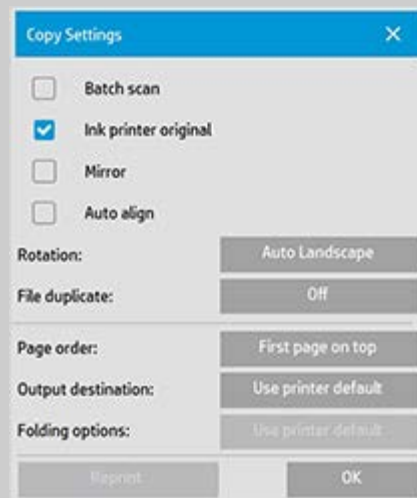 Copy Settings
Batch scan
Ink printer original
Mirror
Auto align
Rotation: Auto Landscape
File duplicate: Off
Page order: First page on top
Output destination: Use printer default
Folding options: Use printer default
Reprint OK